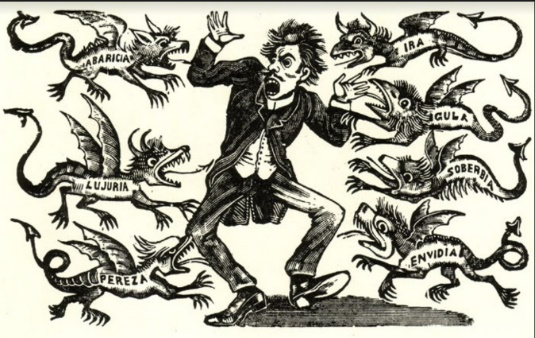 ABARICIA
LUJURIA
PEREZA
IRA
GULA
SOBERBIA
ENVIDIA